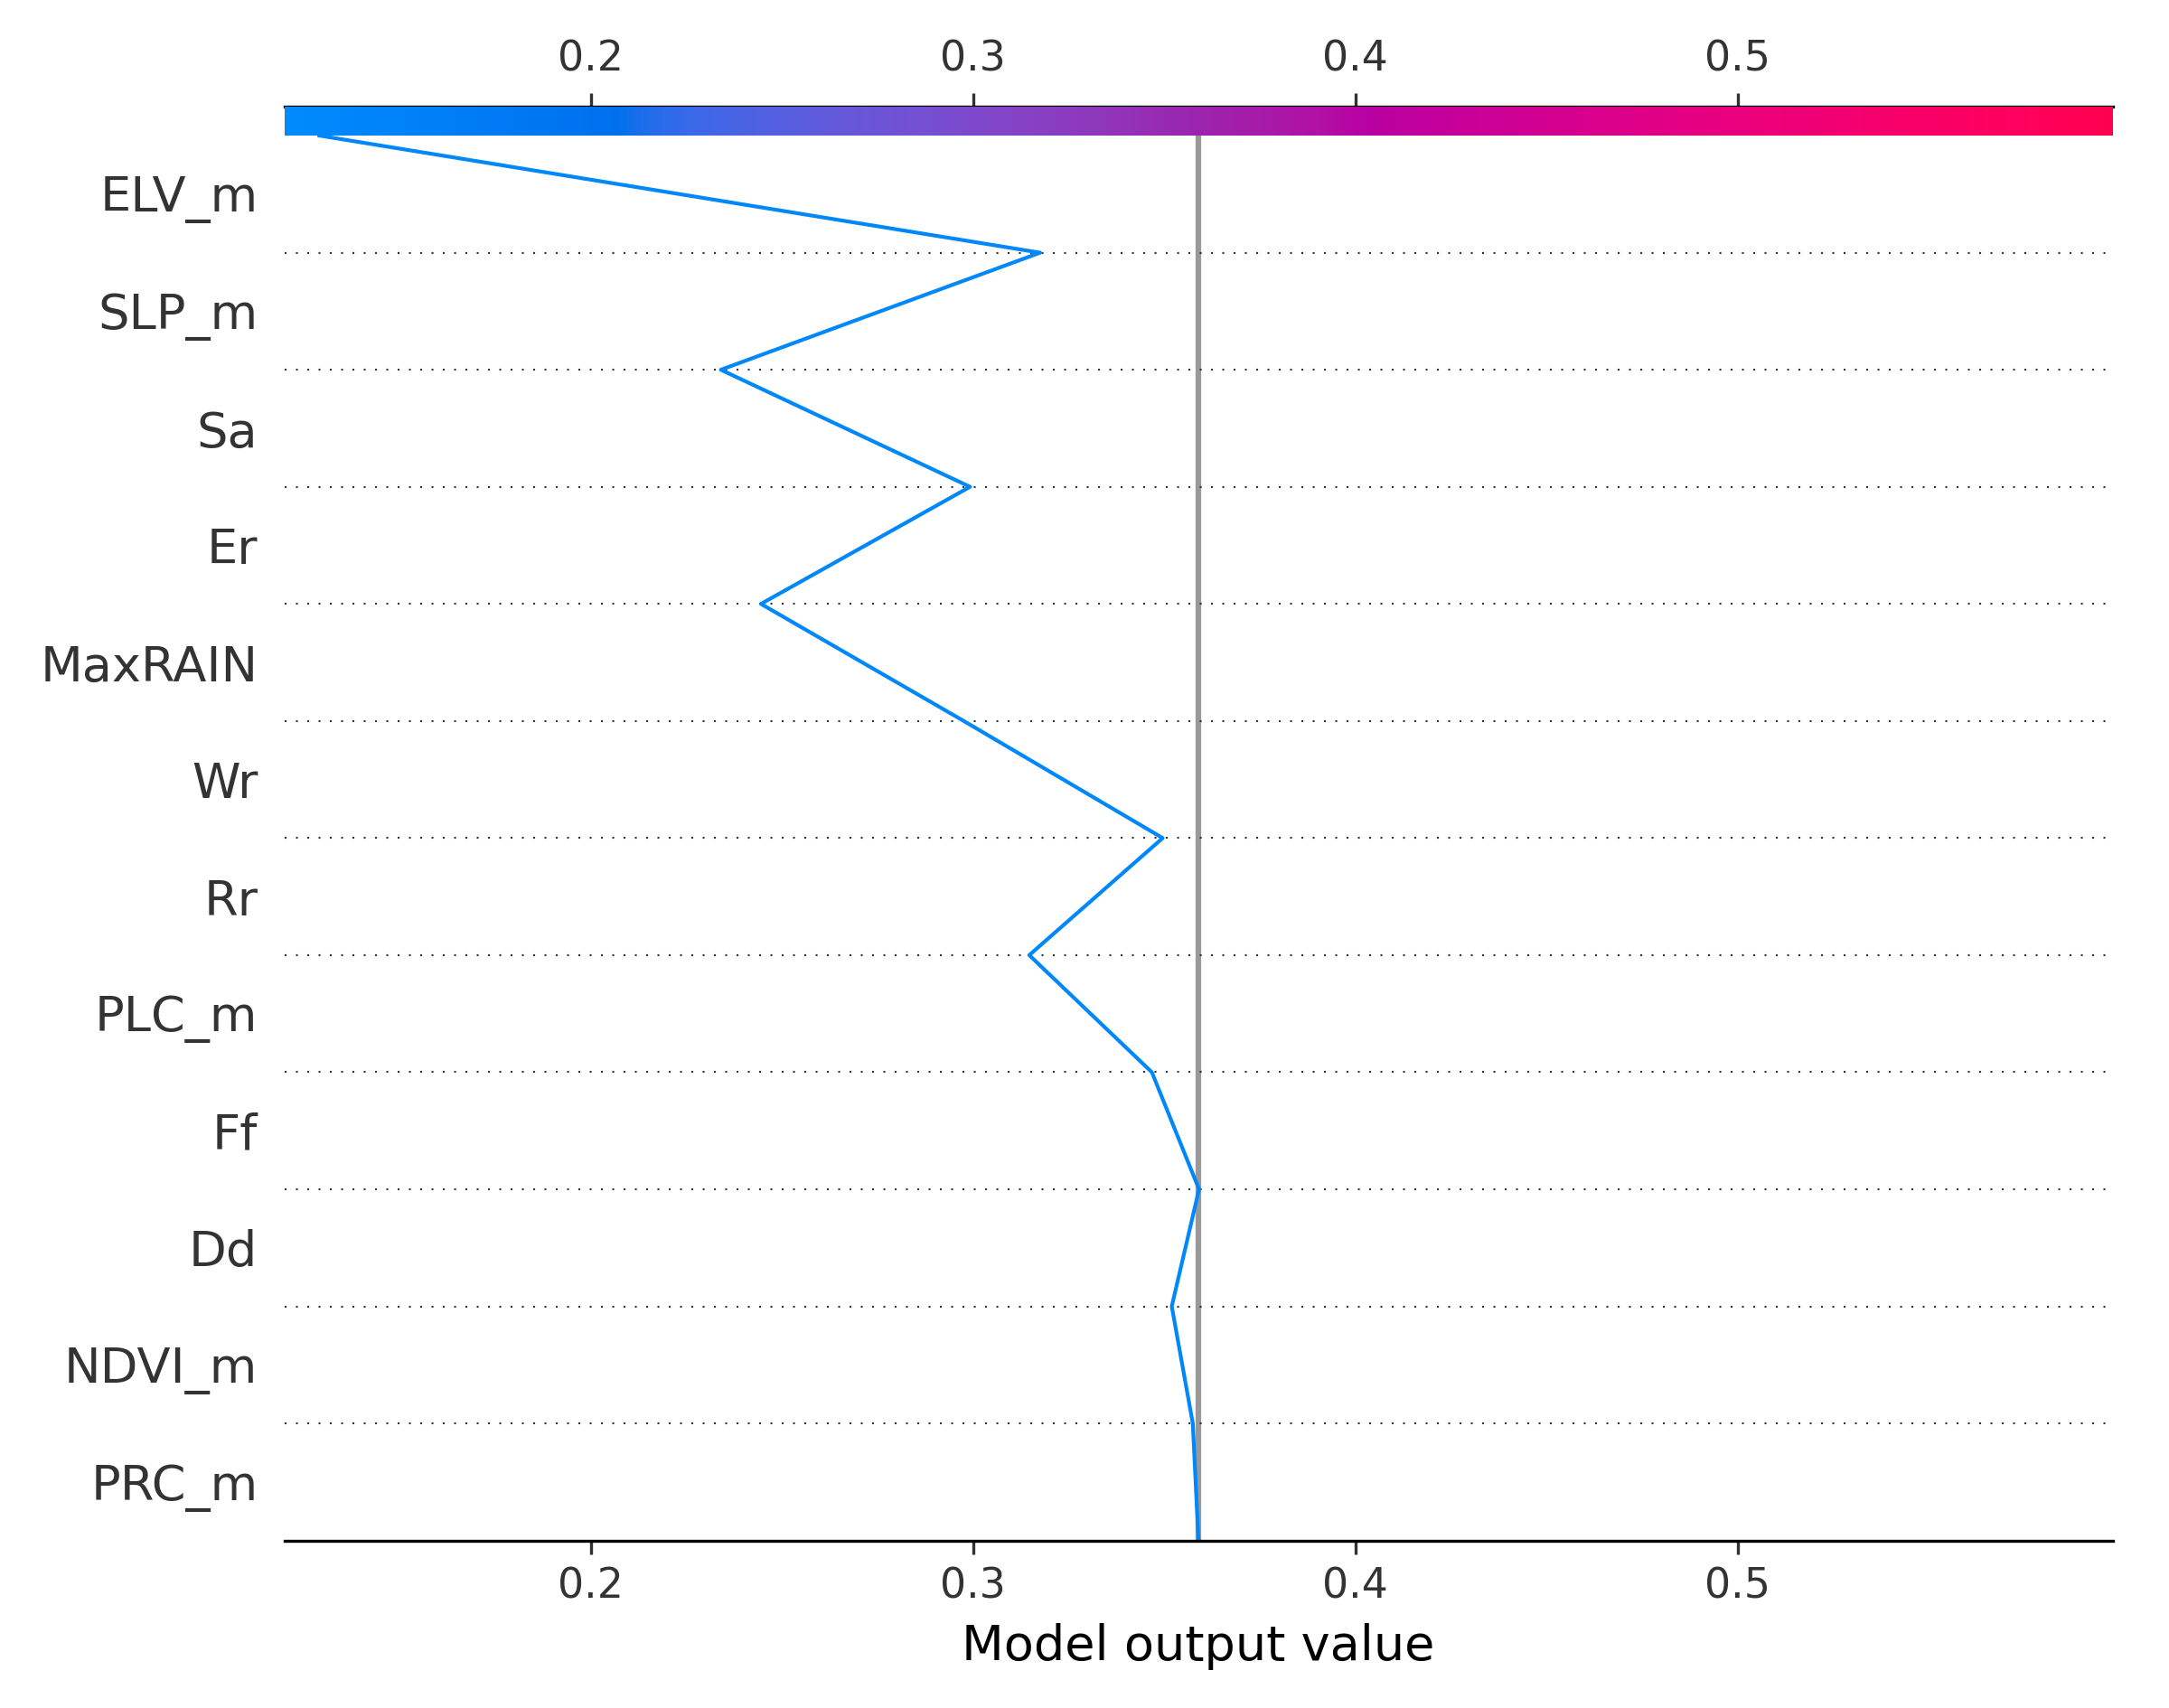 0.2 0.3 0.4 0.5
ELV_m
SLP_m
Sa
Er
MaxRAIN
Wr
Rr
PLC_m
Ff
Dd
NDVI_m
PRC_m
0.2 0.3 0.4 0.5
Model output value